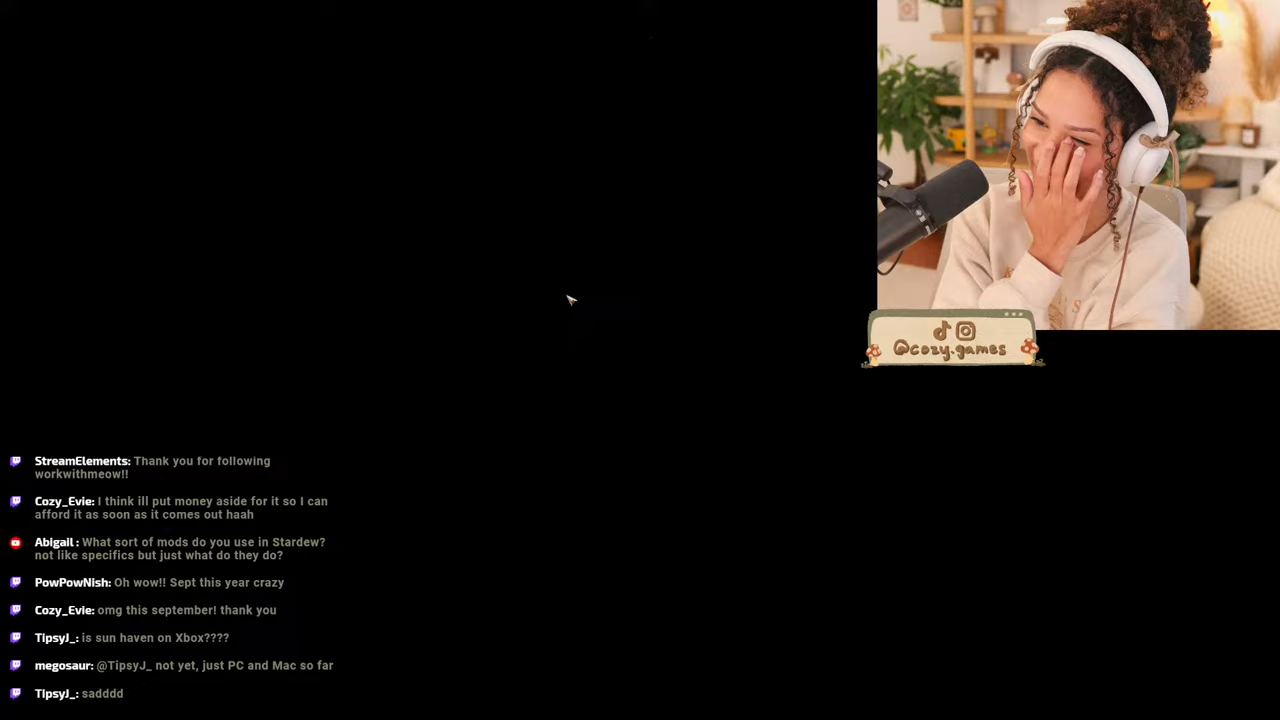 @cozy.games
StreamElements: Thank you for following
workwithmeow!!
Cozy_Evie: I think ill put money aside for it so I can
afford it as soon as it comes out haah
Abigail : What sort of mods do you use in Stardew?
not like specifics but just what do they do?
PowPowNish: Oh wow!! Sept this year crazy
Cozy_Evie: omg this september! thank you
TipsyJ_: is sun haven on Xbox????
megosaur: @TipsyJ_ not yet, just PC and Mac so far
TipsyJ_: sadddd